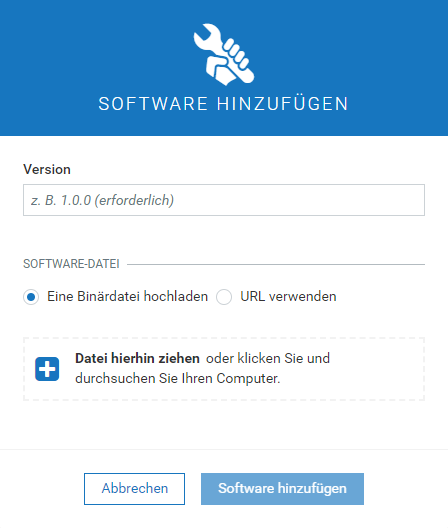 SOFTWARE HINZUFÜGEN
Version
z. B. 1.0.0 (erforderlich)
SOFTWARE-DATEI
Eine Binärdatei hochladen URL verwenden
Datei hierhin ziehen oder klicken Sie und
durchsuchen Sie Ihren Computer.
Abbrechen Software hinzufügen